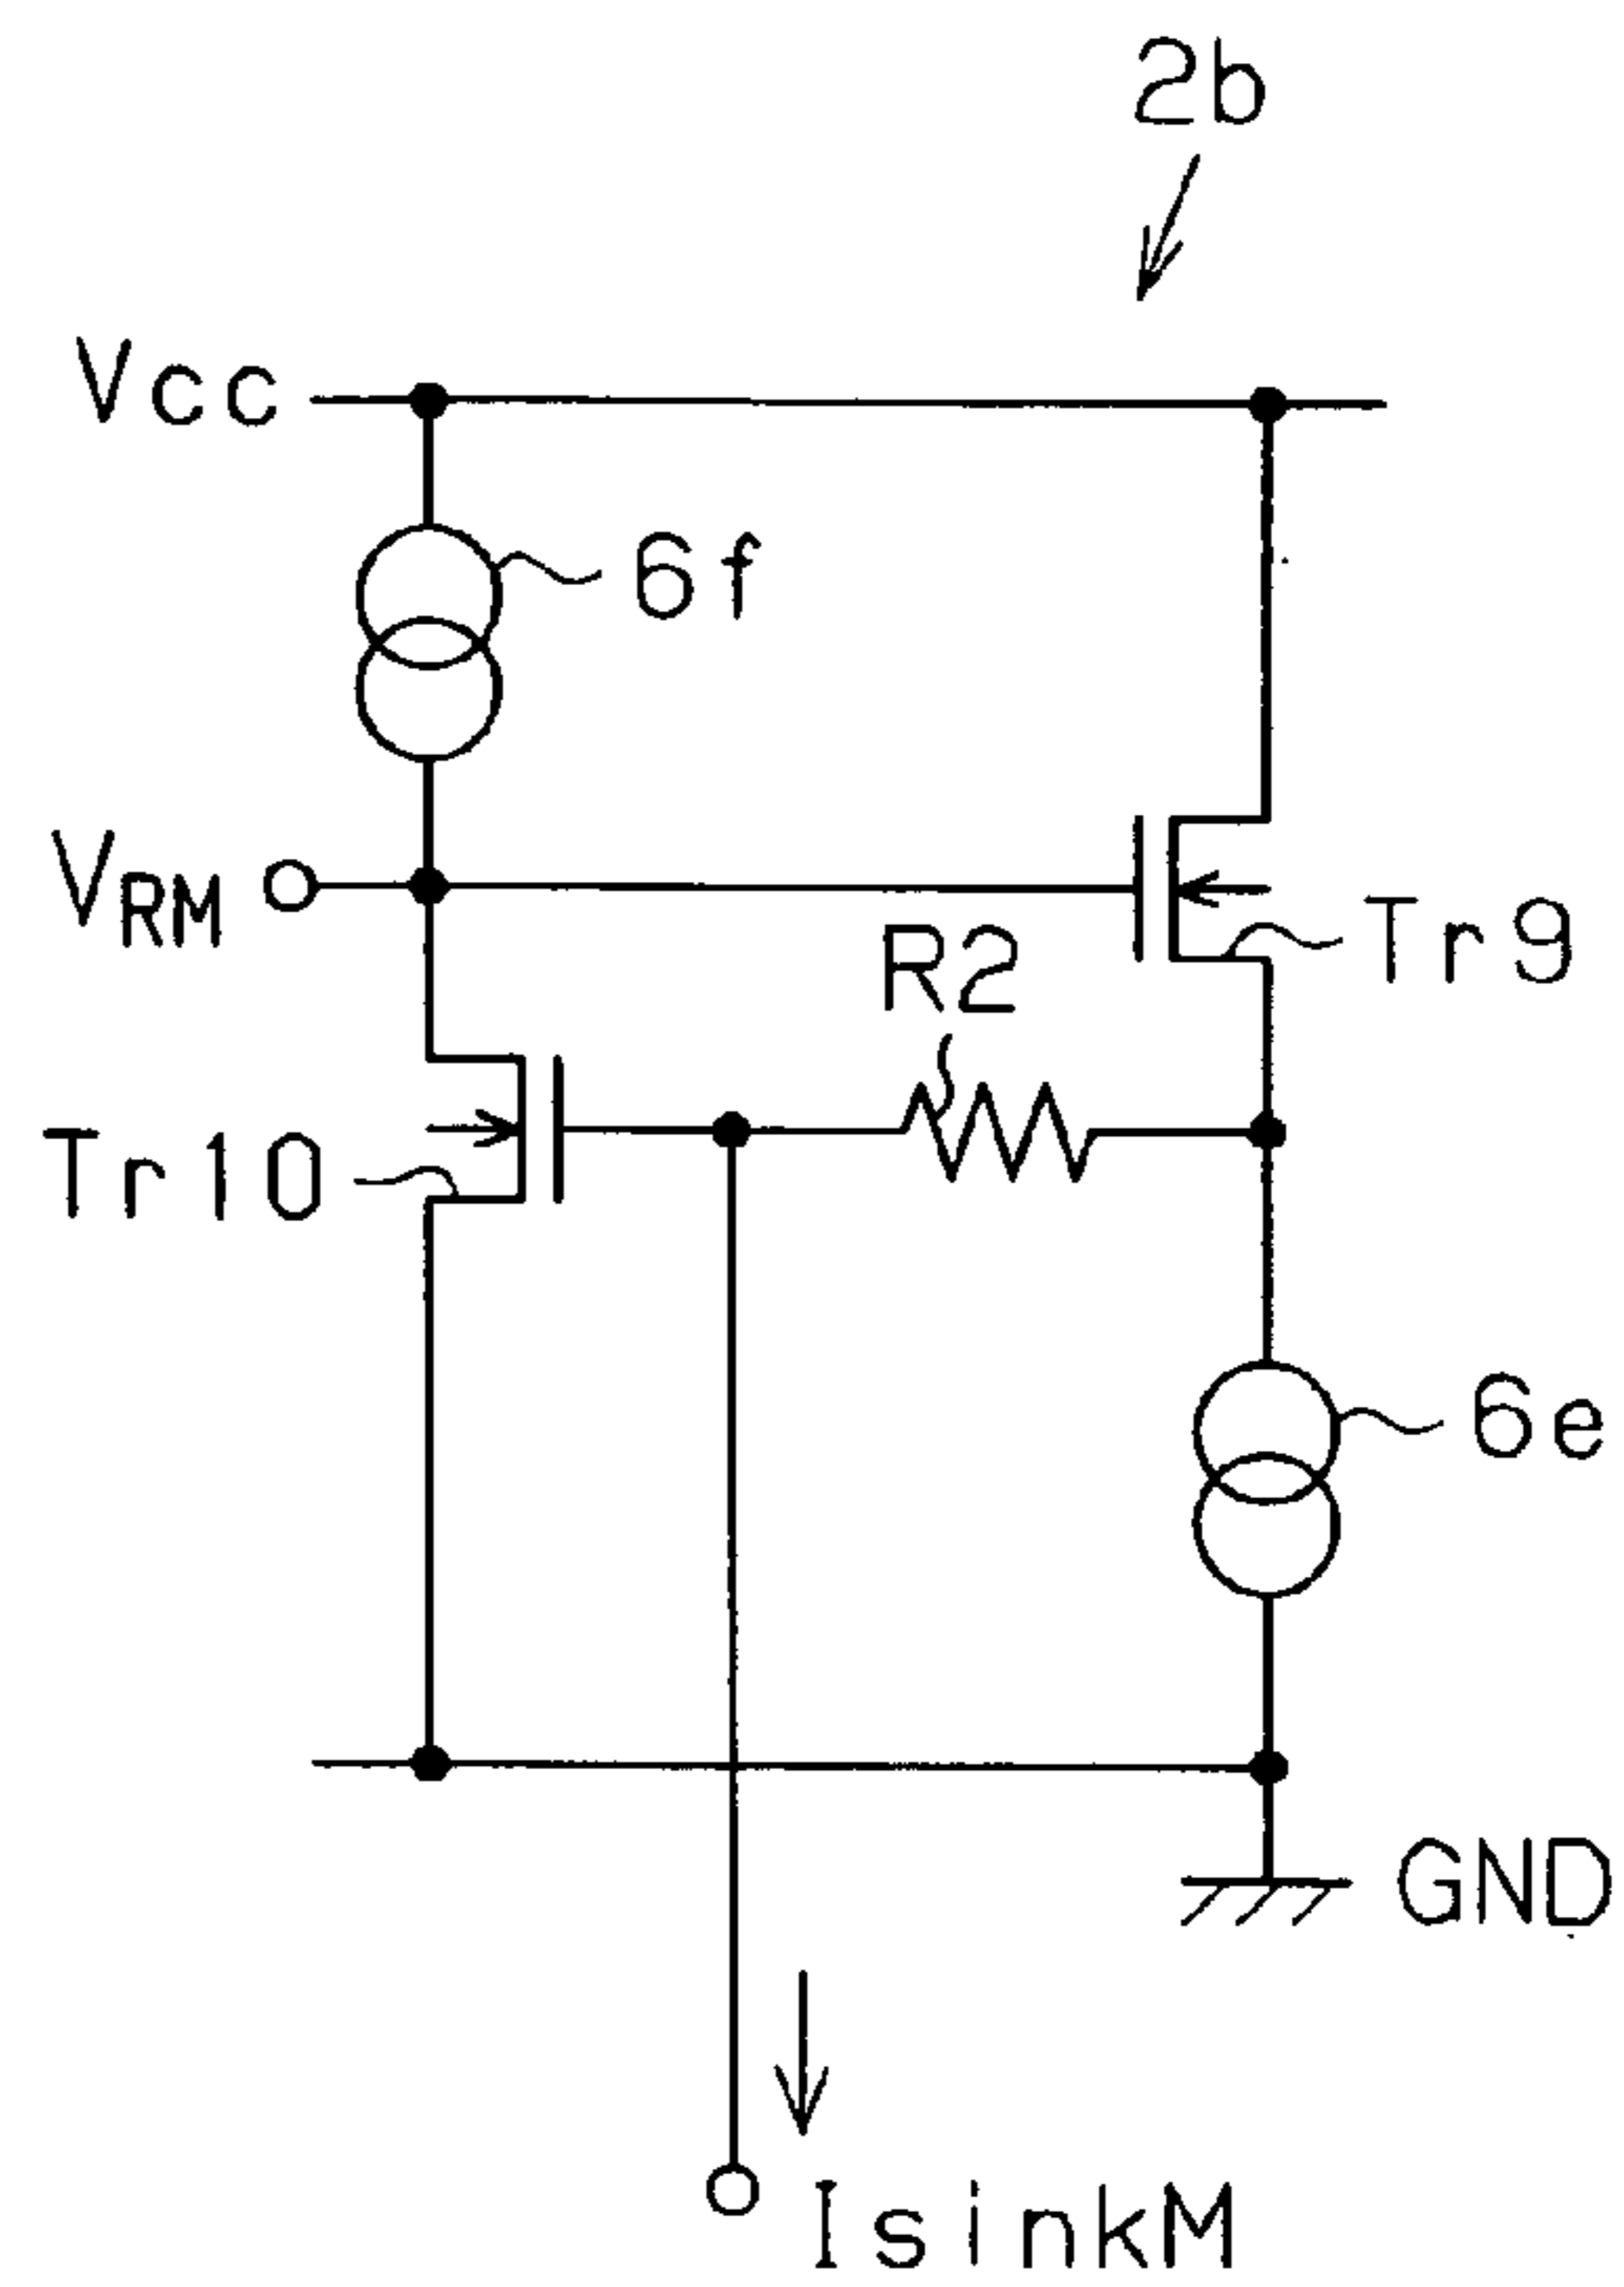 2b
Vcc
6f
VRM
Tr9
R2
Tr10
6e
GND
IsinkM